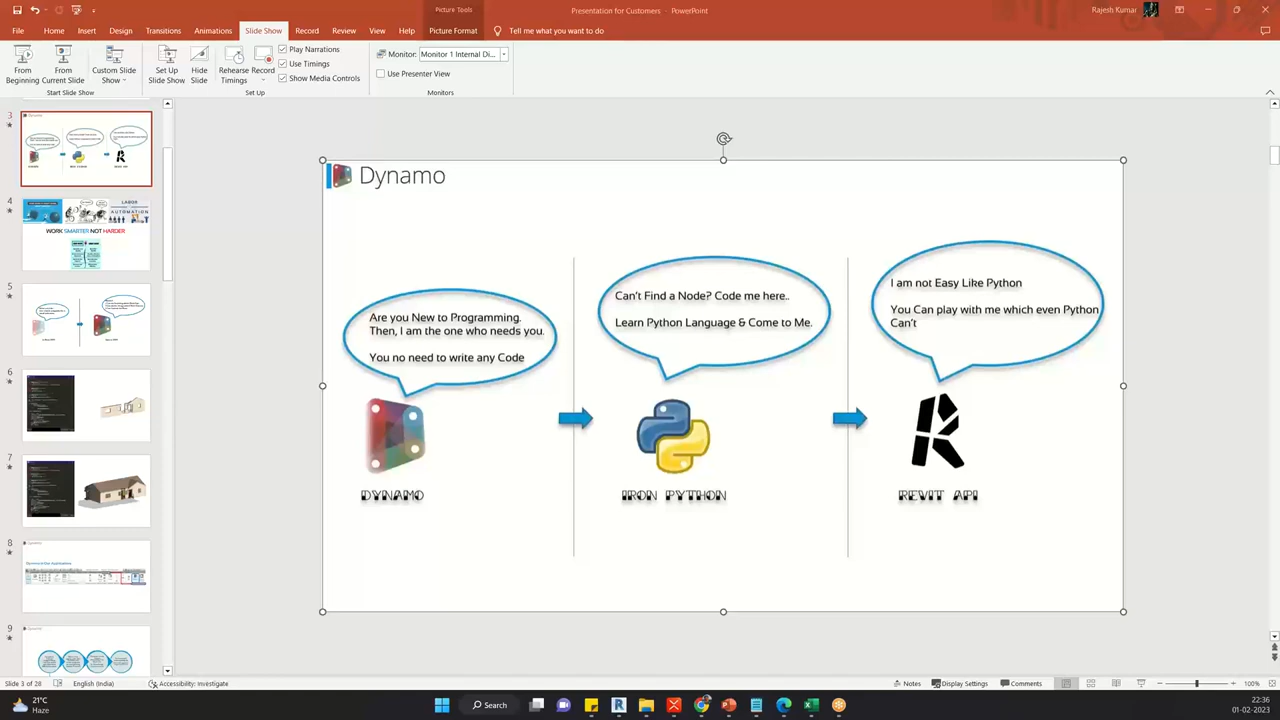 Picture Tools
Presentation for Customers - PowerPoint
Rajesh Kumar
File Home Insert Design Transitions Animations Slide Show Record Review View Help Picture Format Tell me what you want to do
From Beginning
From Current Slide
Custom Slide Show
Set Up Slide Show
Hide Slide
Rehearse Timings
Record
Play Narrations
Use Timings
Show Media Controls
Monitor: Monitor 1 Internal Di...
Use Presenter View
Start Slide Show
Set Up
Monitors
3
4
WORK SMARTER NOT HARDER
5
6
7
8
9
Dynamo
Are you New to Programming.
Then, I am the one who needs you.
You no need to write any Code
DYNAMO
Can't Find a Node? Code me here..
Learn Python Language & Come to Me.
IRON PYTHON
I am not Easy Like Python
You Can play with me which even Python
Can't
REVIT API
Slide 3 of 28
English (India)
Accessibility: Investigate
Notes
Display Settings
Comments
100%
21°C
Haze
Search
22:36
01-02-2023